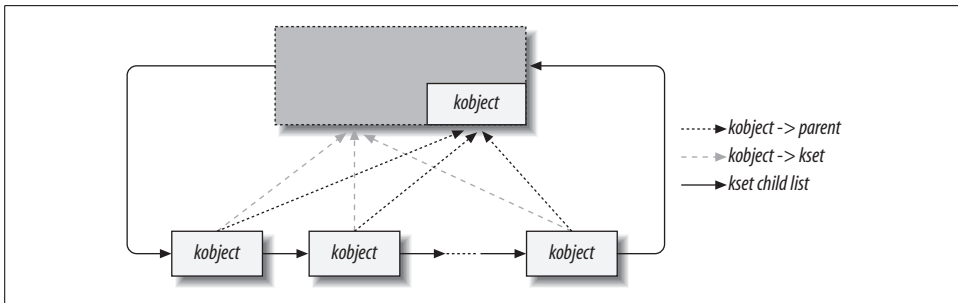 kobject
kobject -> parent
kobject -> kset
kset child list
kobject
kobject
kobject